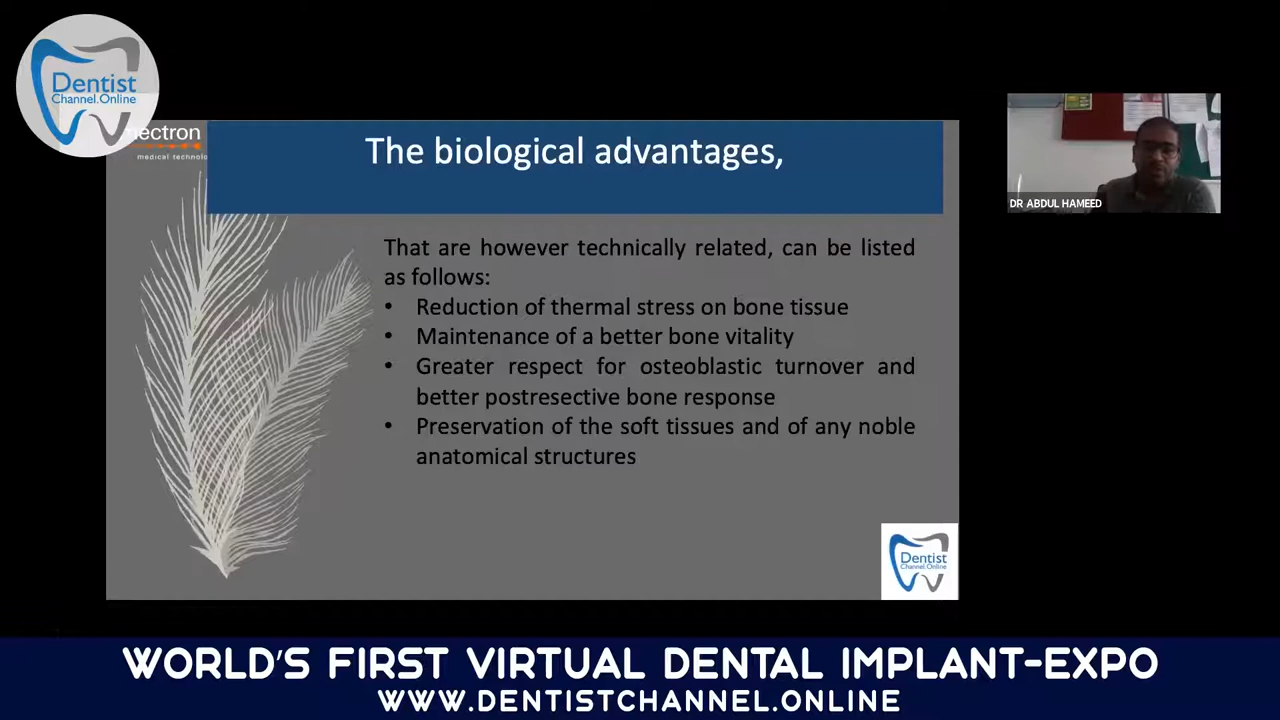 Dentist
Channel.Online
mectron
medical technolo
The biological advantages,
DR ABDUL HAMEED
That are however technically related, can be listed
as follows:
• Reduction of thermal stress on bone tissue
• Maintenance of a better bone vitality
• Greater respect for osteoblastic turnover and
better postresective bone response
• Preservation of the soft tissues and of any noble
anatomical structures
Dentist
Channel.Online
WORLD'S FIRST VIRTUAL DENTAL IMPLANT-EXPO
WWW.DENTISTCHANNEL.ONLINE